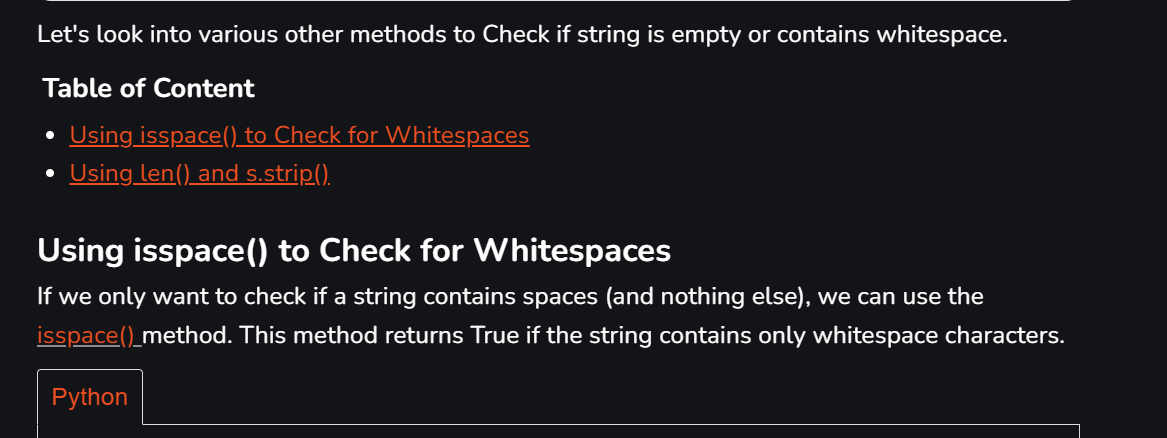 Let's look into various other methods to Check if string is empty or contains whitespace.
Table of Content
Using isspace() to Check for Whitespaces
Using len() and s.strip()
Using isspace() to Check for Whitespaces
If we only want to check if a string contains spaces (and nothing else), we can use the
isspace() method. This method returns True if the string contains only whitespace characters.
Python